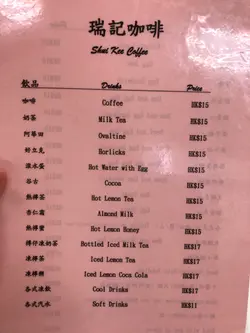 瑞記咖啡
Shui Kee Coffee
飲品 Drinks Price
咖啡 Coffee HK$15
奶茶 Milk Tea HK$15
阿華田 Ovaltine HK$15
好立克 Horlicks HK$15
滾水蛋 Hot Water with Egg HK$15
谷古 Cocoa HK$15
熱檸茶 Hot Lemon Tea HK$15
杏仁霜 Almond Milk HK$15
熱檸蜜 Hot Lemon Honey HK$15
樽仔凍奶茶 Bottled Iced Milk Tea HK$17
凍檸茶 Iced Lemon Tea HK$17
凍檸樂 Iced Lemon Coca Cola HK$17
各式凍飲 Cool Drinks HK$17
各式汽水 Soft Drinks HK$11